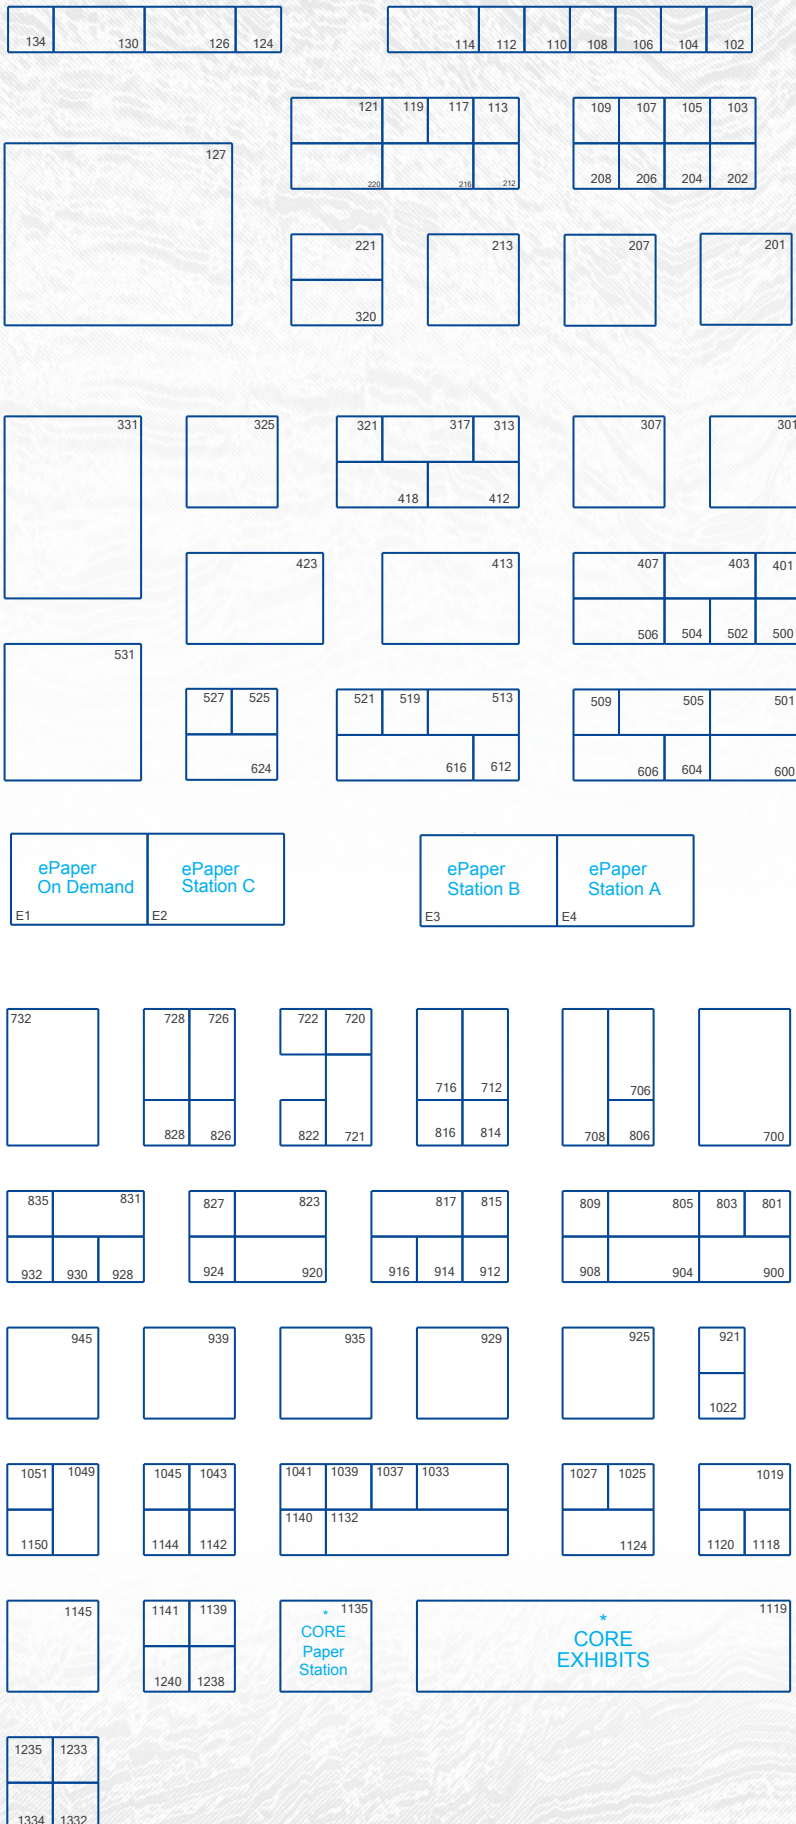 134 130 126 124 114 112 110 108 106 104 102
121 119 117 113 109 107 105 103
127
220 216 212 208 206 204 202
221 213 207 201
320
331 325 321 317 313 307 301
418 412
423 413 407 403 401
506 504 502 500
531
527 525 521 519 513 509 505 501
624 616 612 606 604 600
ePaper
On Demand
E1
ePaper
Station C
E2
ePaper
Station B
E3
ePaper
Station A
E4
732 728 726 722 720
716 712 706
828 826 822 721 816 814 708 806 700
835 831 827 823 817 815 809 805 803 801
932 930 928 924 920 916 914 912 908 904 900
945 939 935 929 925 921
1022
1051 1049 1045 1043 1041 1039 1037 1033 1027 1025 1019
1140 1132
1150 1144 1142 1124 1120 1118
1145 1141 1139
* 1135
CORE
Paper
Station
1119
*
CORE
EXHIBITS
1240 1238
1235 1233
1334 1332